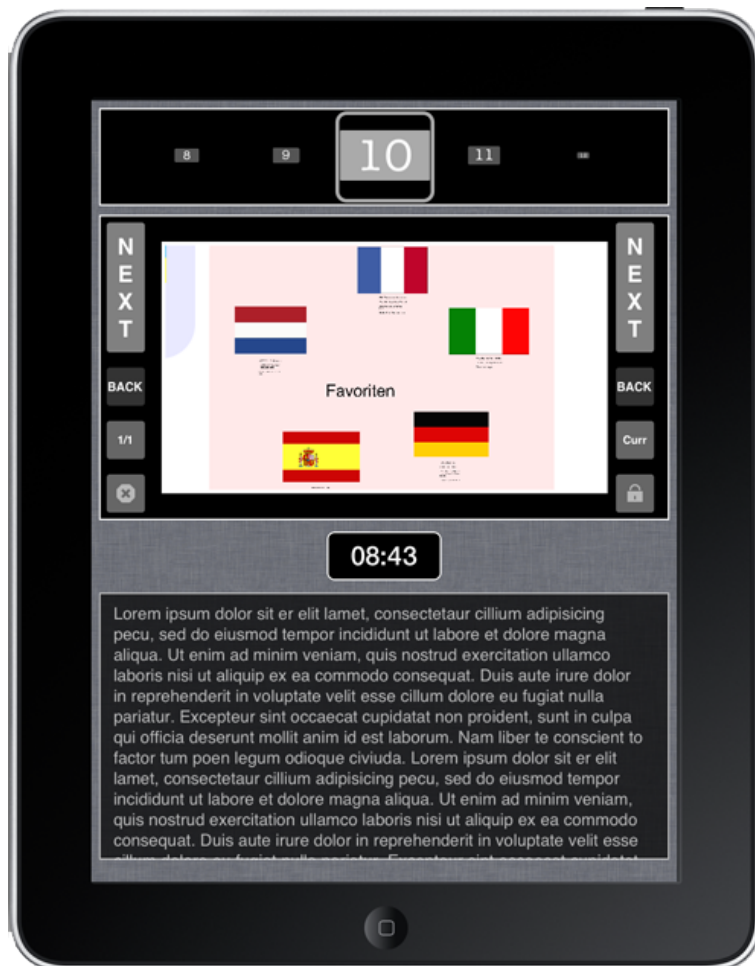 8
9
10
11
NEXT
NEXT
BACK
BACK
Favoriten
1/1
Curr
08:43
Lorem ipsum dolor sit er elit lamet, consectetaur cillium adipisicing
pecu, sed do eiusmod tempor incididunt ut labore et dolore magna
aliqua. Ut enim ad minim veniam, quis nostrud exercitation ullamco
laboris nisi ut aliquip ex ea commodo consequat. Duis aute irure dolor
in reprehenderit in voluptate velit esse cillum dolore eu fugiat nulla
pariatur. Excepteur sint occaecat cupidatat non proident, sunt in culpa
qui officia deserunt mollit anim id est laborum. Nam liber te conscient to
factor tum poen legum odioque civiuda. Lorem ipsum dolor sit er elit
lamet, consectetaur cillium adipisicing pecu, sed do eiusmod tempor
incididunt ut labore et dolore magna aliqua. Ut enim ad minim veniam,
quis nostrud exercitation ullamco laboris nisi ut aliquip ex ea commodo
consequat. Duis aute irure dolor in reprehenderit in voluptate velit esse